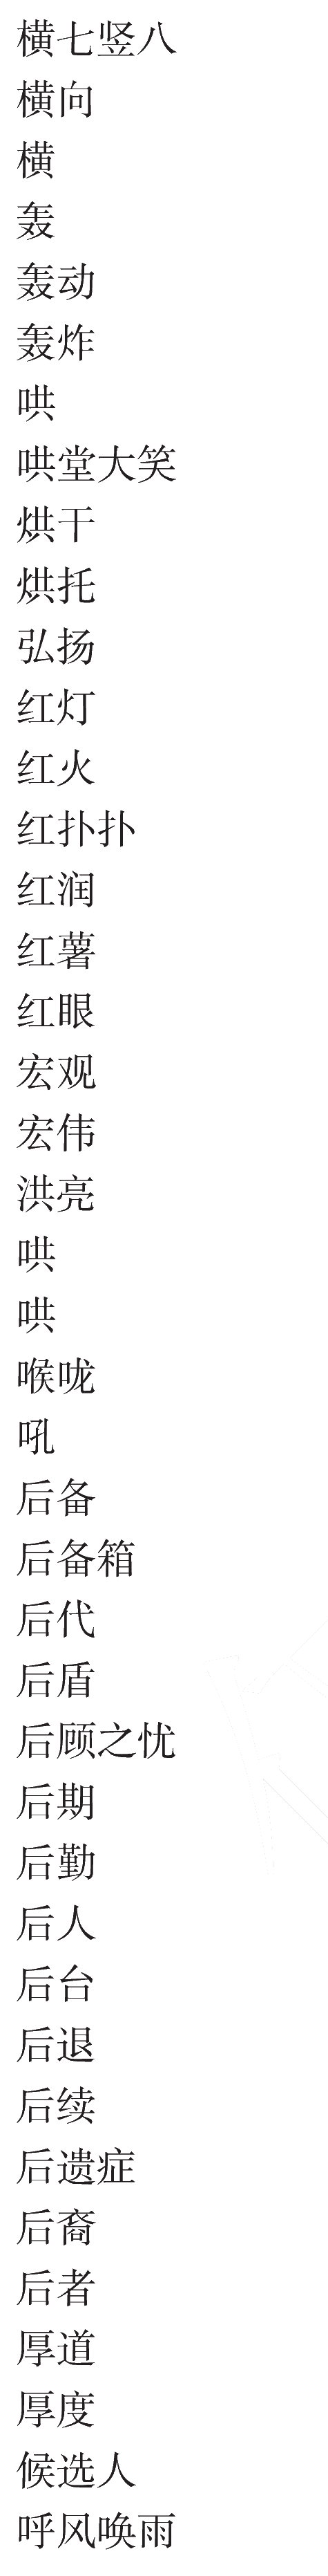 横七竖八
横向
横
轰
轰动
轰炸
哄
哄堂大笑
烘干
烘托
弘扬
红灯
红火
红扑扑
红润
红薯
红眼
宏观
宏伟
洪亮
哄
哄
喉咙
吼
后备
后备箱
后代
后盾
后顾之忧
后期
后勤
后人
后台
后退
后续
后遗症
后裔
后者
厚道
厚度
候选人
呼风唤雨